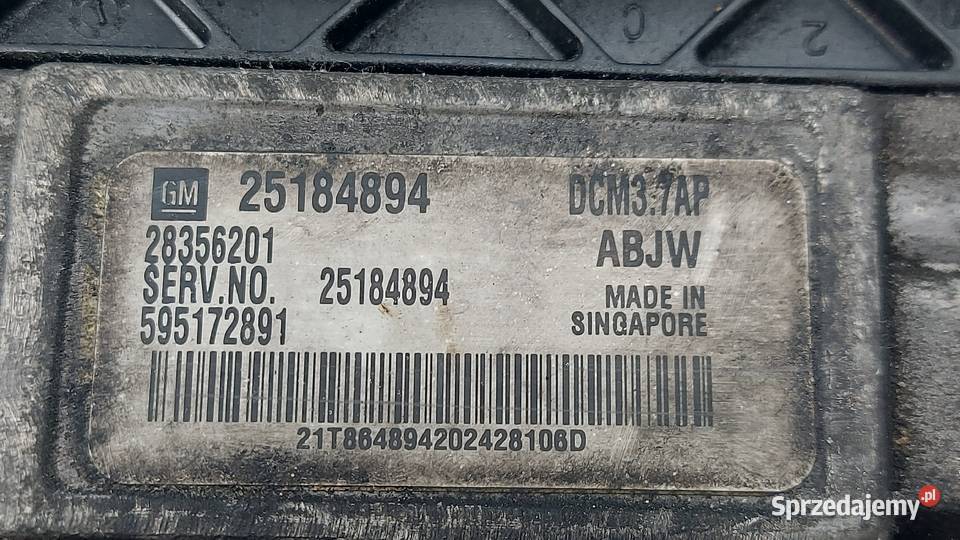 GM 25184894 DCM3.7AP
28356201 ABJW
SERV.NO. 25184894 MADE IN
595172891 SINGAPORE
21T864894202428106D
Sprzedajemy.pl